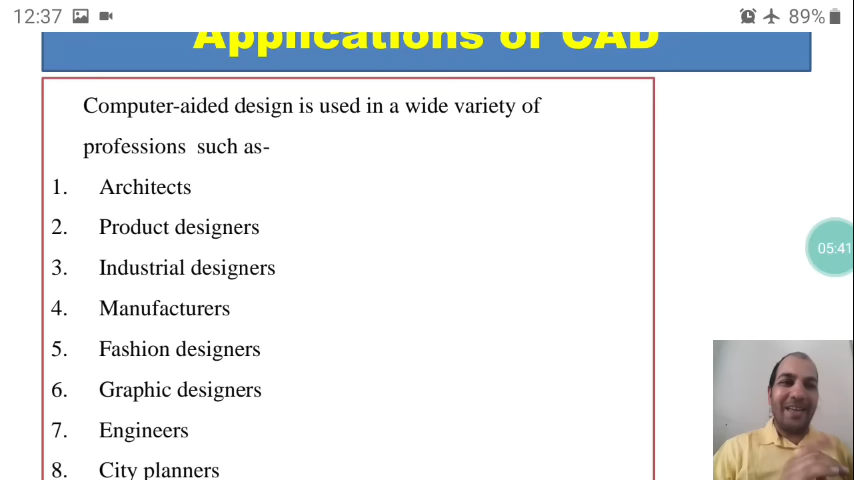 12:37
89%
Applications of CAD
Computer-aided design is used in a wide variety of
professions such as-
1. Architects
2. Product designers
3. Industrial designers
4. Manufacturers
5. Fashion designers
6. Graphic designers
7. Engineers
8. City planners
05:41